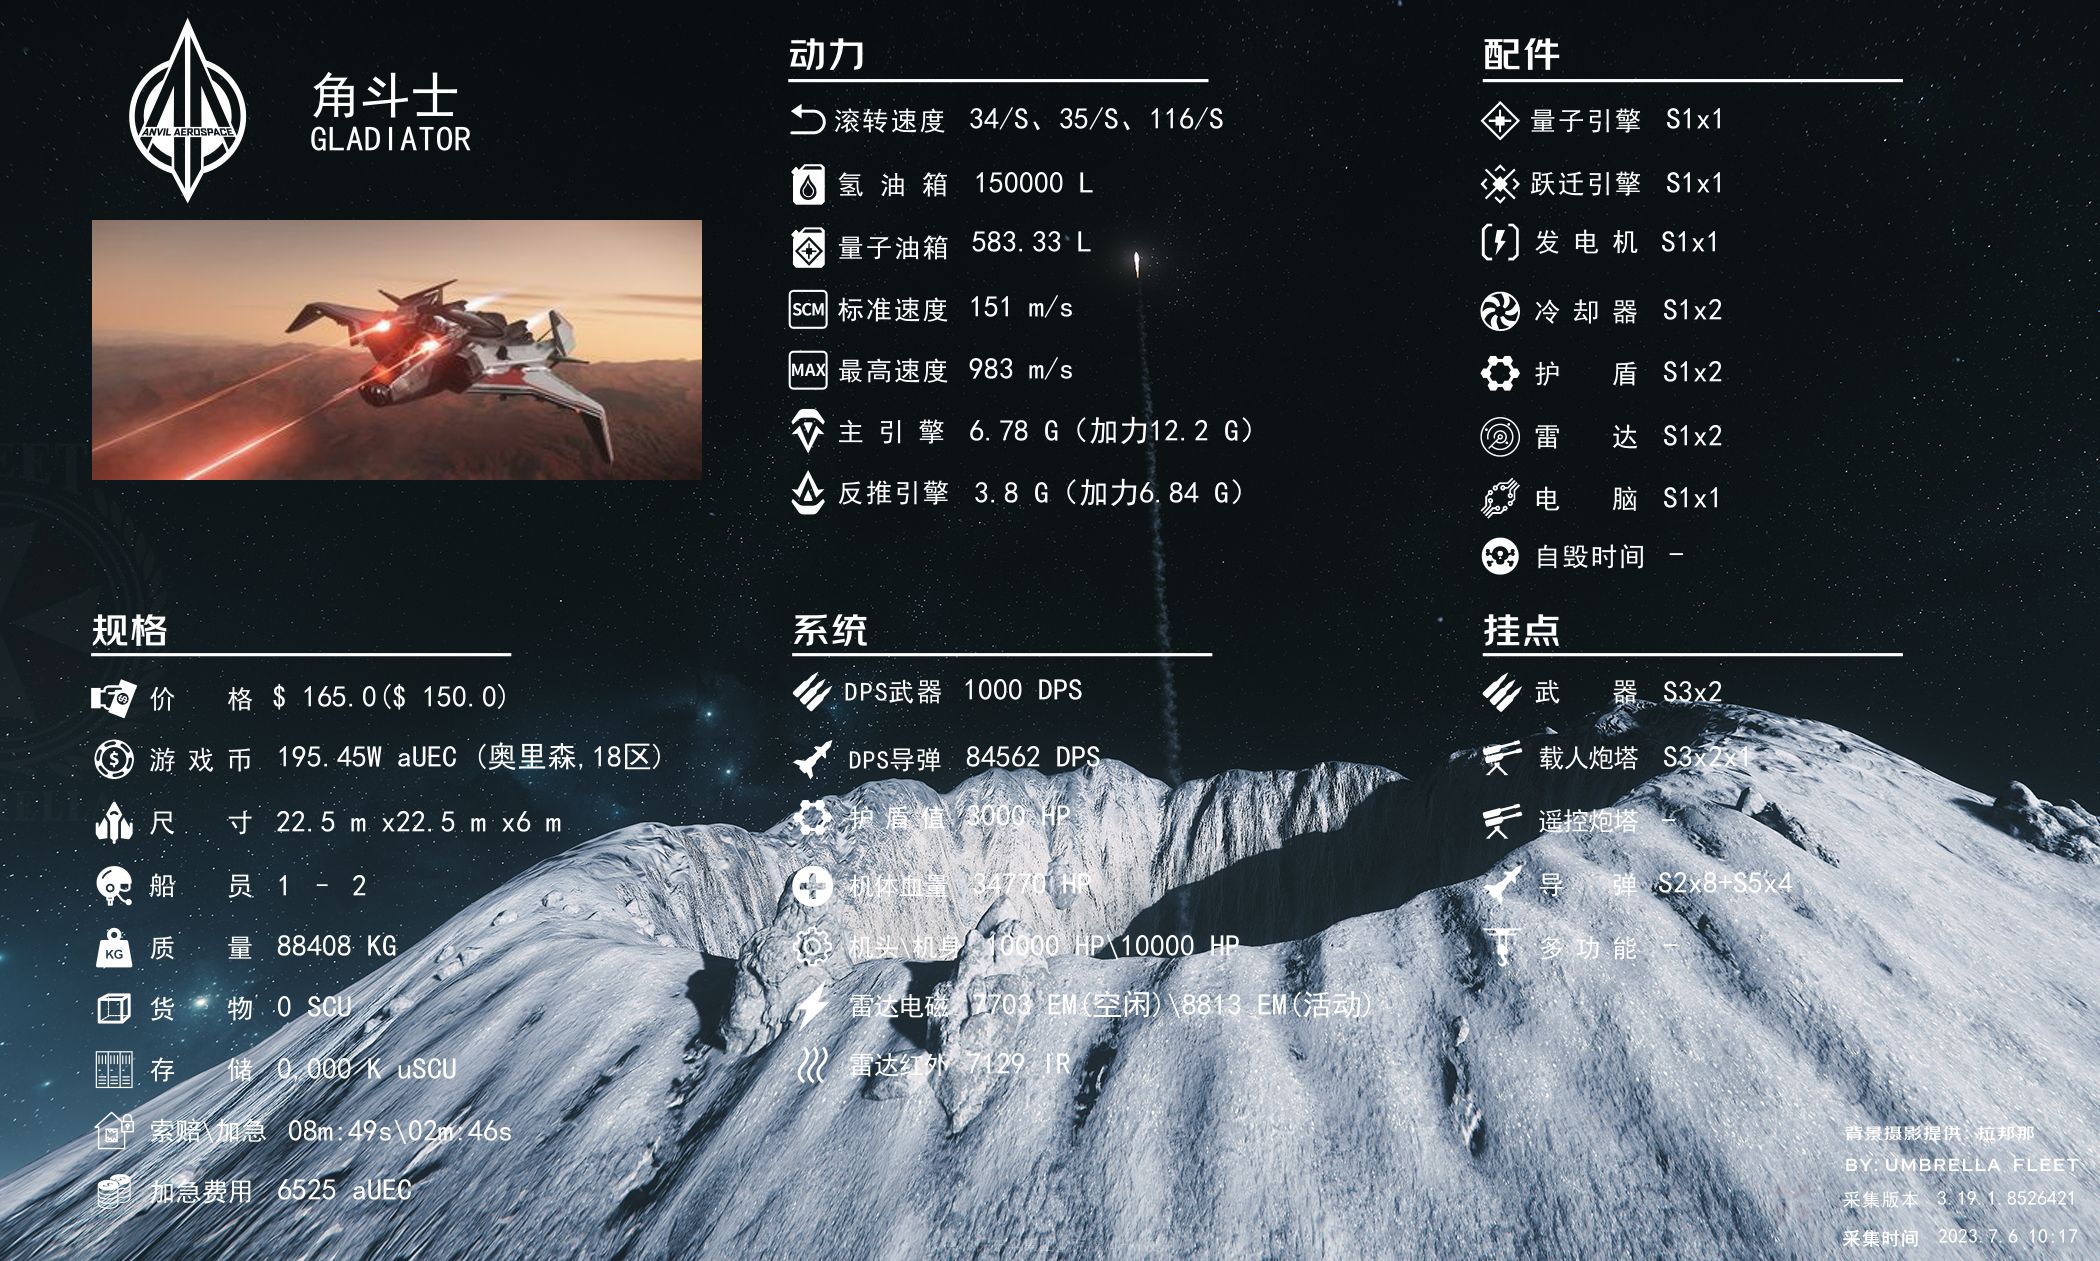 ANVIL AEROSPACE
角斗士
GLADIATOR
动力
滚转速度 34/S、35/S、116/S
氢油箱 150000 L
量子油箱 583.33 L
SCM 标准速度 151 m/s
MAX 最高速度 983 m/s
主引擎 6.78 G（加力12.2 G）
反推引擎 3.8 G（加力6.84 G）
配件
量子引擎 S1x1
跃迁引擎 S1x1
发电机 S1x1
冷却器 S1x2
护盾 S1x2
雷达 S1x2
电脑 S1x1
自毁时间 -
规格
价格 $ 165.0($ 150.0)
游戏币 195.45W aUEC (奥里森,18区)
尺寸 22.5 m x22.5 m x6 m
船员 1 - 2
KG 质量 88408 KG
货物 0 SCU
存储 0,000 K uSCU
索赔\加急 08m:49s\02m:46s
加急费用 6525 aUEC
系统
DPS武器 1000 DPS
DPS导弹 84562 DPS
护盾值 3000 HP
机体血量 34770 HP
机头\机身 10000 HP\10000 HP
雷达电磁 7703 EM(空闲)\8813 EM(活动)
雷达红外 7129 IR
挂点
武器 S3x2
载人炮塔 S3x2x1
遥控炮塔 -
导弹 S2x8+S5x4
多功能 -
背景摄影提供：拉邦那
BY: UMBRELLA FLEET
采集版本 3.19.1.8526421
采集时间 2023.7.6 10:17